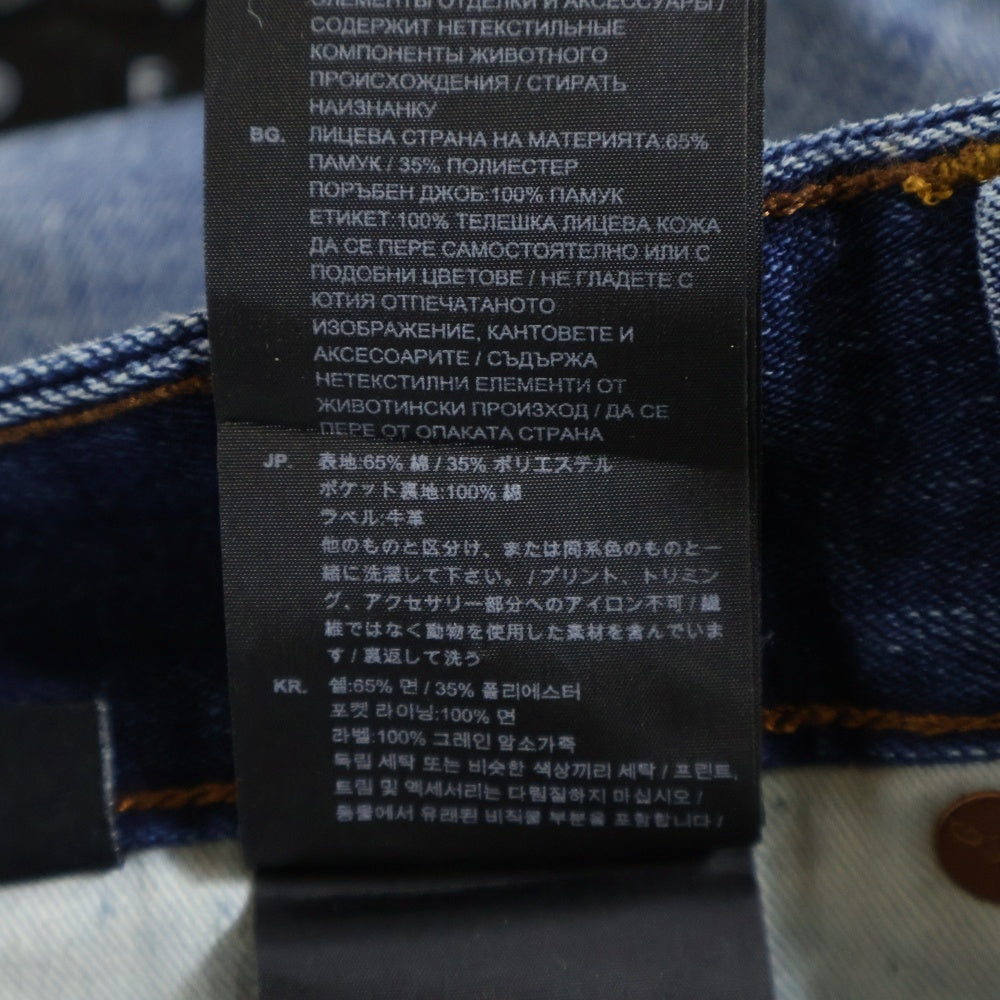 ЭЛЕМЕНТЫ ОТДЕЛКИ И АКСЕССУАРЫ /
СОДЕРЖИТ НЕТЕКСТИЛЬНЫЕ
КОМПОНЕНТЫ ЖИВОТНОГО
ПРОИСХОЖДЕНИЯ / СТИРАТЬ
НАИЗНАНКУ
BG. ЛИЦЕВА СТРАНА НА МАТЕРИЯТА:65%
ПАМУК / 35% ПОЛИЕСТЕР
ПОРЪБЕН ДЖОБ:100% ПАМУК
ЕТИКЕТ:100% ТЕЛЕШКА ЛИЦЕВА КОЖА
ДА СЕ ПЕРЕ САМОСТОЯТЕЛНО ИЛИ С
ПОДОБНИ ЦВЕТОВЕ / НЕ ГЛАДЕТЕ С
ЮТИЯ ОТПЕЧАТАНОТО
ИЗОБРАЖЕНИЕ, КАНТОВЕТЕ И
АКСЕСОАРИТЕ / СЪДЪРЖА
НЕТЕКСТИЛНИ ЕЛЕМЕНТИ ОТ
ЖИВОТИНСКИ ПРОИЗХОД / ДА СЕ
ПЕРЕ ОТ ОПАКАТА СТРАНА
JP. 表地:65% 綿 / 35% ポリエステル
ポケット裏地:100% 綿
ラベル:牛革
他のものと区分け、または同系色のものと一
緒に洗濯して下さい。/ プリント、トリミン
グ、アクセサリー部分へのアイロン不可 / 繊
維ではなく動物を使用した素材を含んでいま
す / 裏返して洗う
KR. 쉘:65% 면 / 35% 폴리에스터
포켓 라이닝:100% 면
라벨:100% 그레인 암소가죽
독립 세탁 또는 비슷한 색상끼리 세탁 / 프린트,
트림 및 액세서리는 다림질하지 마십시오 /
동물에서 유래된 비직물 부분을 포함합니다 /